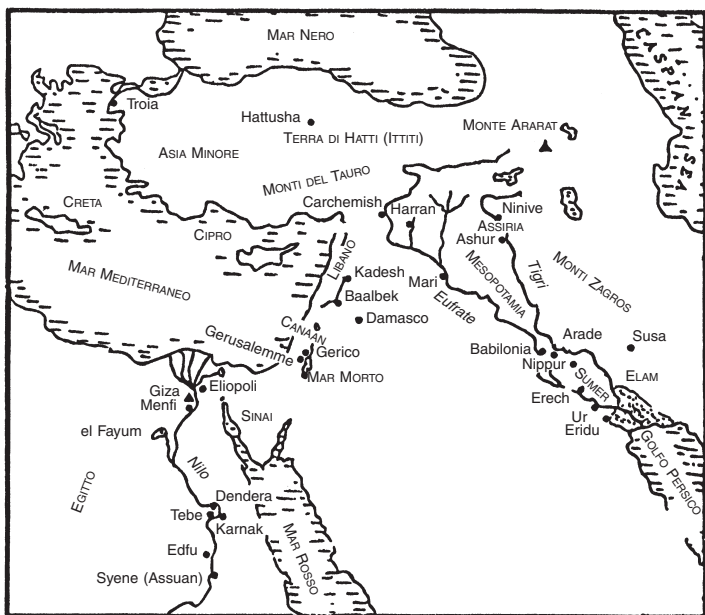 MAR NERO
CASPIAN SEA
Troia
Hattusha
TERRA DI HATTI (ITTITI)
MONTE ARARAT
ASIA MINORE
MONTI DEL TAURO
CRETA
Carchemish
Harran
Ninive
CIPRO
ASSIRIA
Ashur
MAR MEDITERRANEO
LIBANO
Kadesh
Mari
MESOPOTAMIA
Tigri
MONTI ZAGROS
Baalbek
Eufrate
CANAAN
Damasco
Gerusalemme
Gerico
Babilonia
Arade
Susa
Nippur
MAR MORTO
SUMER
ELAM
Giza
Eliopoli
Menfi
Erech
SINAI
Ur
Eridu
el Fayum
GOLFO PERSICO
Nilo
EGITTO
Dendera
Tebe
Karnak
MAR ROSSO
Edfu
Syene (Assuan)